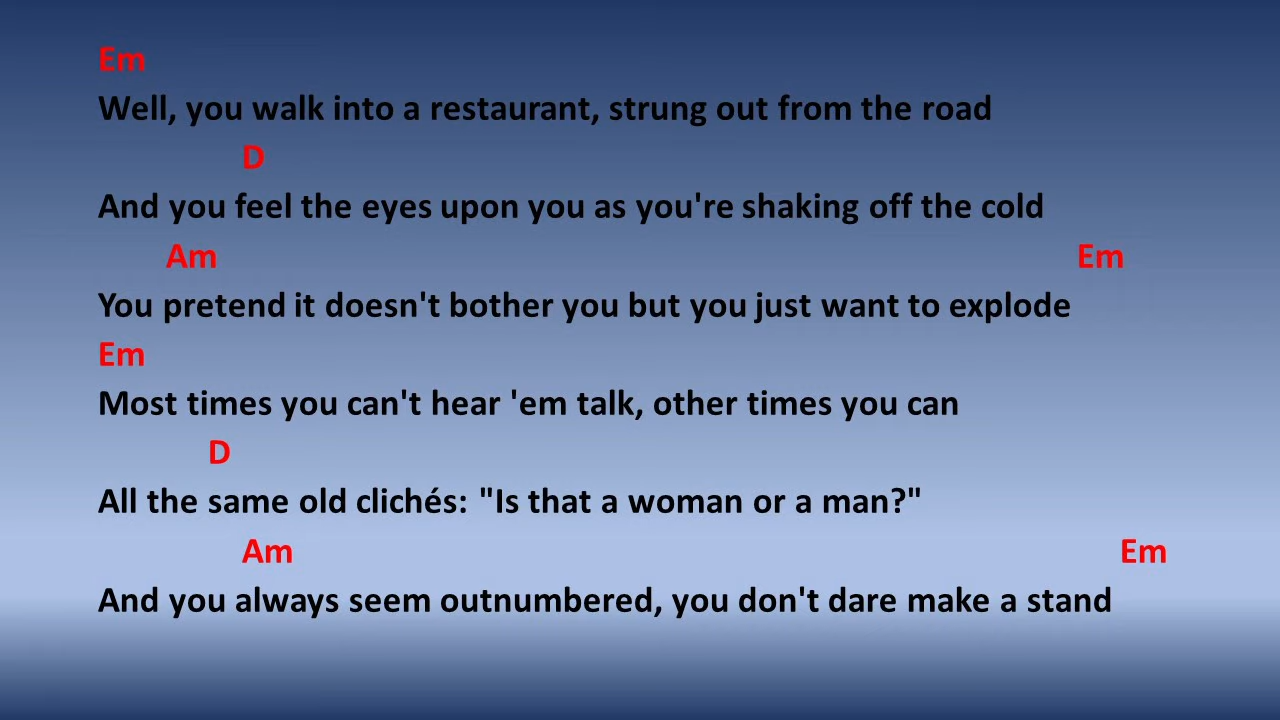 Em
Well, you walk into a restaurant, strung out from the road
D
And you feel the eyes upon you as you're shaking off the cold
Am Em
You pretend it doesn't bother you but you just want to explode
Em
Most times you can't hear 'em talk, other times you can
D
All the same old clichés: "Is that a woman or a man?"
Am Em
And you always seem outnumbered, you don't dare make a stand